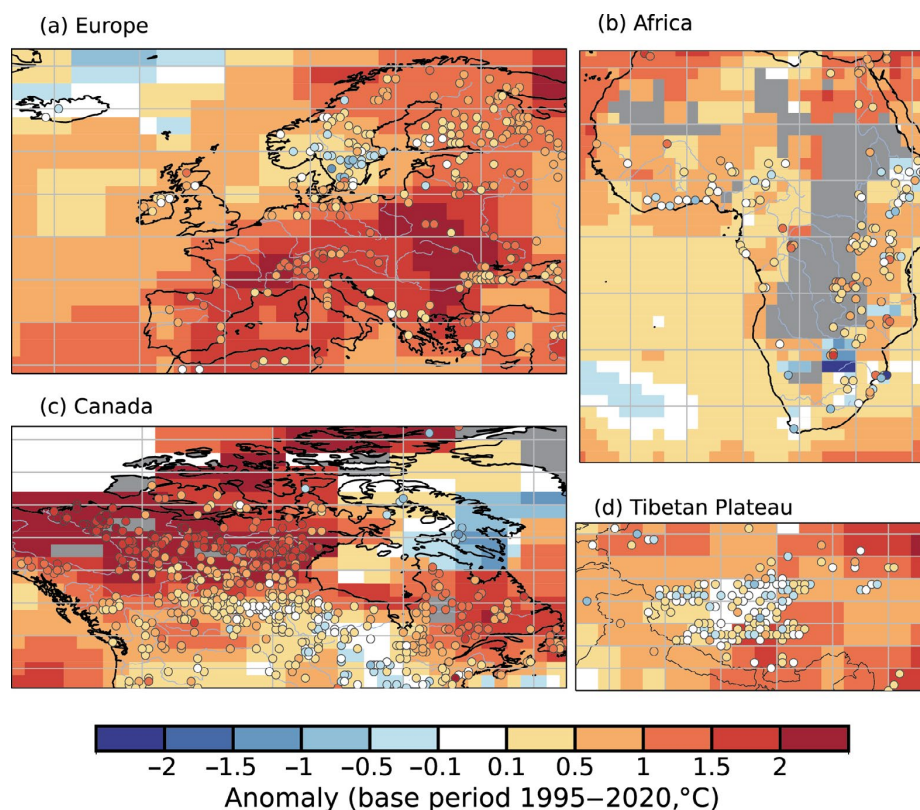 (a) Europe
(b) Africa
(c) Canada
(d) Tibetan Plateau
−2 −1.5 −1 −0.5 −0.1 0.1 0.5 1 1.5 2
Anomaly (base period 1995−2020,°C)